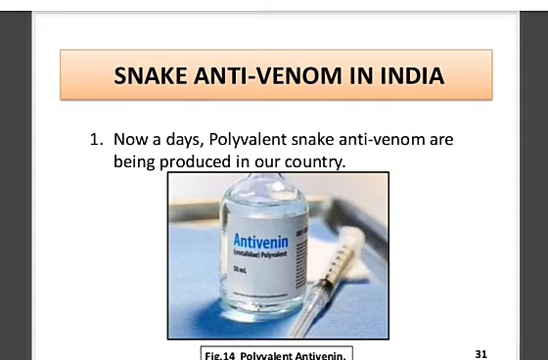 SNAKE ANTI-VENOM IN INDIA
1. Now a days, Polyvalent snake anti-venom are
being produced in our country.
Antivenin
(crotalidae) Polyvalent
50 mL
Fig.14 Polyvalent Antivenin.
31